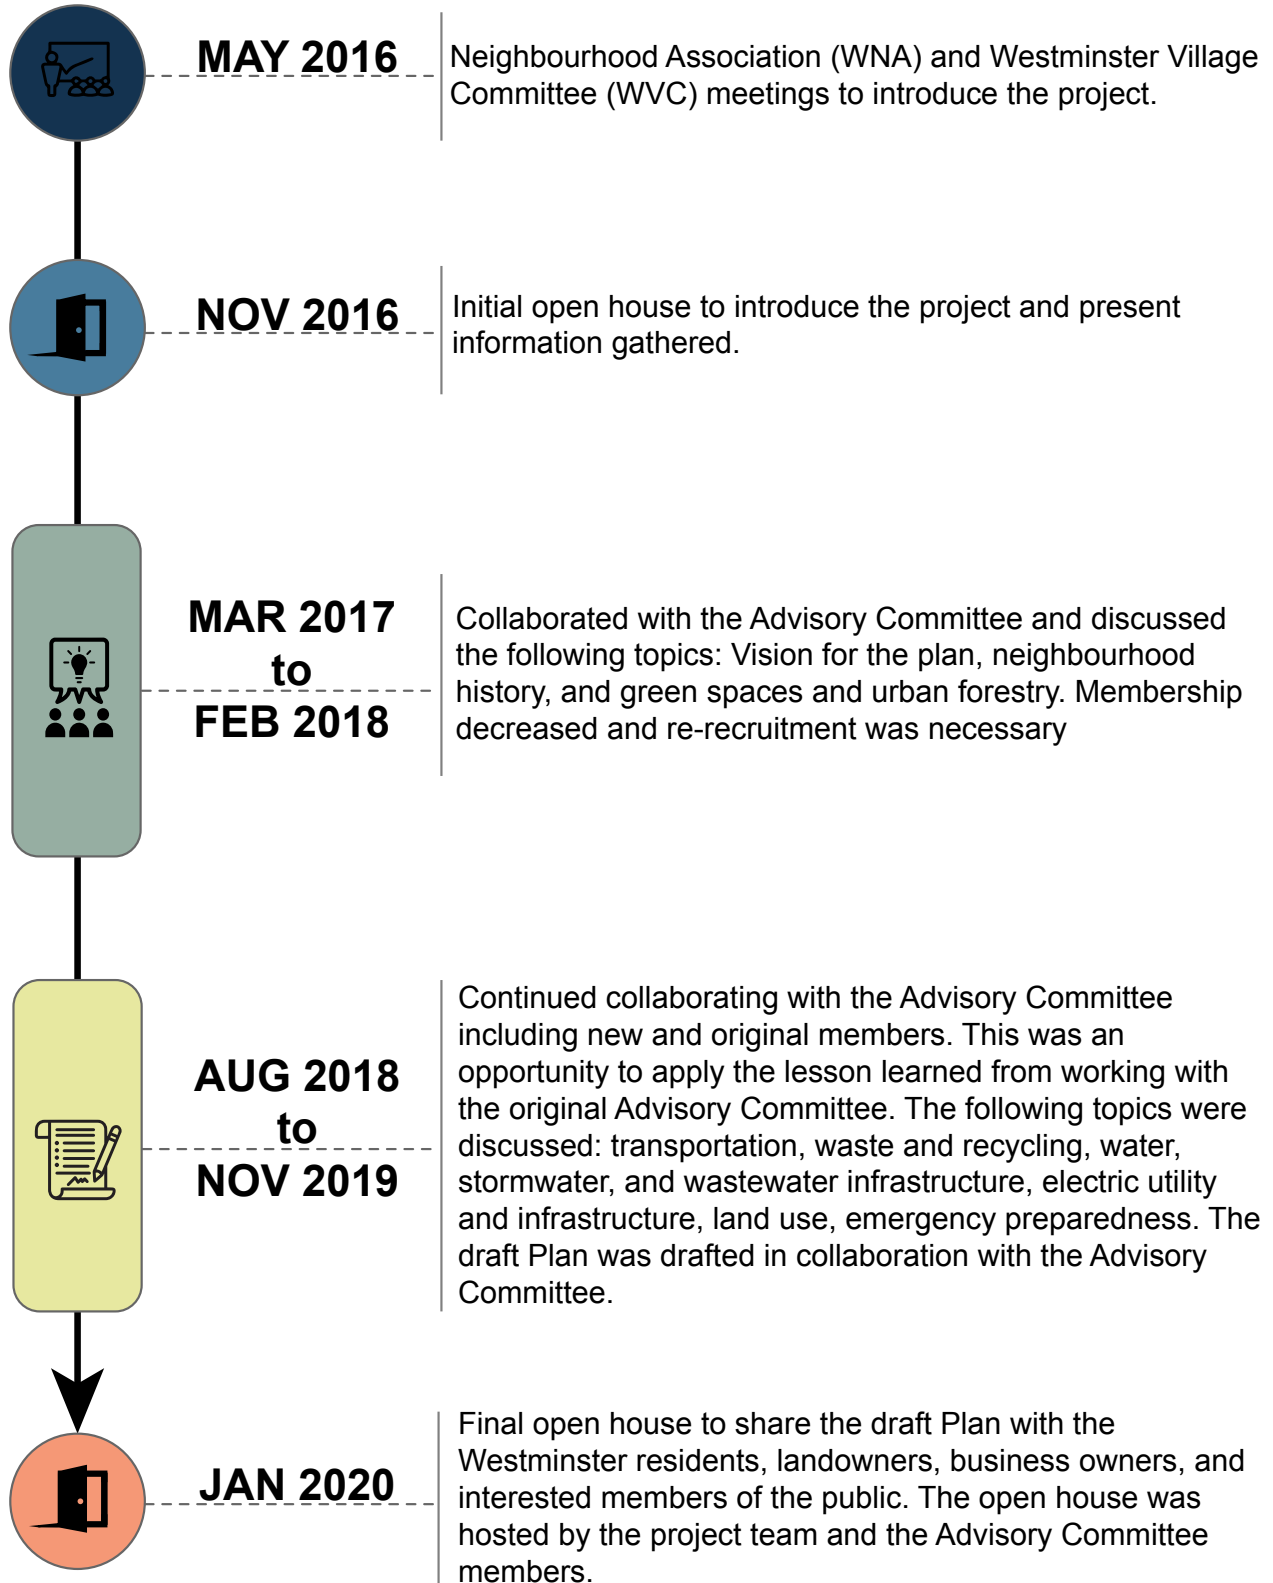 MAY 2016
Neighbourhood Association (WNA) and Westminster Village
Committee (WVC) meetings to introduce the project.
NOV 2016
Initial open house to introduce the project and present
information gathered.
MAR 2017
to
FEB 2018
Collaborated with the Advisory Committee and discussed
the following topics: Vision for the plan, neighbourhood
history, and green spaces and urban forestry. Membership
decreased and re-recruitment was necessary
AUG 2018
to
NOV 2019
Continued collaborating with the Advisory Committee
including new and original members. This was an
opportunity to apply the lesson learned from working with
the original Advisory Committee. The following topics were
discussed: transportation, waste and recycling, water,
stormwater, and wastewater infrastructure, electric utility
and infrastructure, land use, emergency preparedness. The
draft Plan was drafted in collaboration with the Advisory
Committee.
JAN 2020
Final open house to share the draft Plan with the
Westminster residents, landowners, business owners, and
interested members of the public. The open house was
hosted by the project team and the Advisory Committee
members.